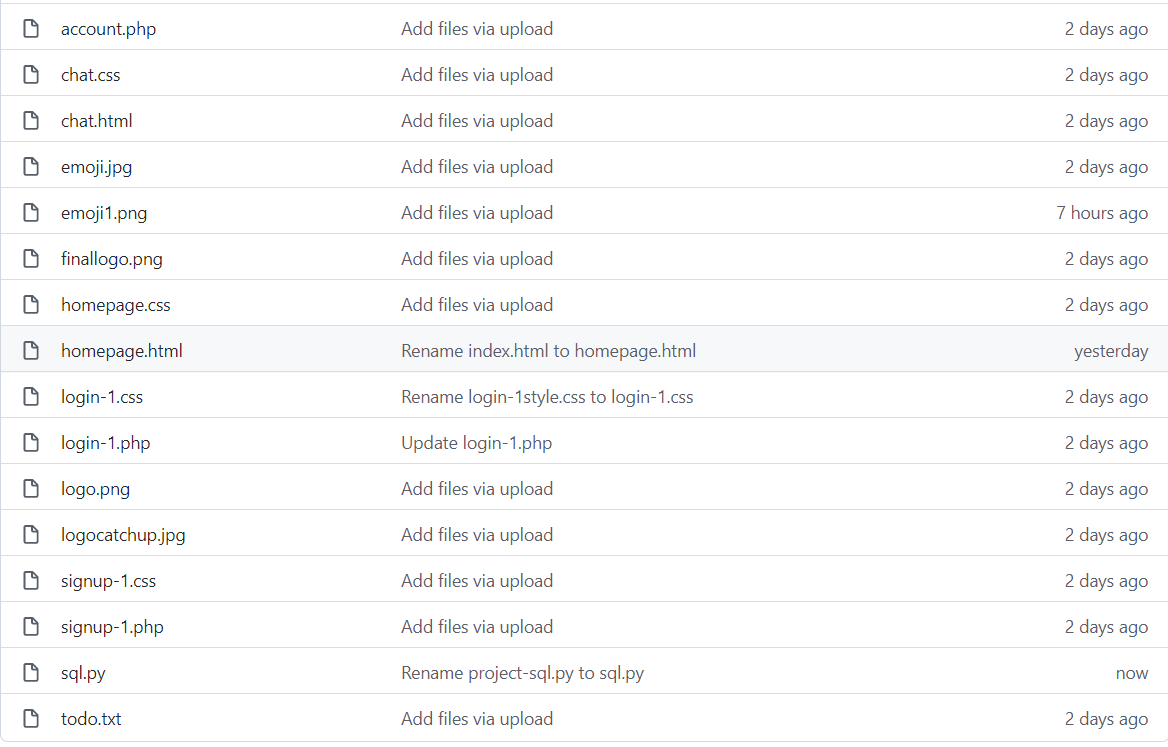 account.php Add files via upload 2 days ago
chat.css Add files via upload 2 days ago
chat.html Add files via upload 2 days ago
emoji.jpg Add files via upload 2 days ago
emoji1.png Add files via upload 7 hours ago
finallogo.png Add files via upload 2 days ago
homepage.css Add files via upload 2 days ago
homepage.html Rename index.html to homepage.html yesterday
login-1.css Rename login-1style.css to login-1.css 2 days ago
login-1.php Update login-1.php 2 days ago
logo.png Add files via upload 2 days ago
logocatchup.jpg Add files via upload 2 days ago
signup-1.css Add files via upload 2 days ago
signup-1.php Add files via upload 2 days ago
sql.py Rename project-sql.py to sql.py now
todo.txt Add files via upload 2 days ago